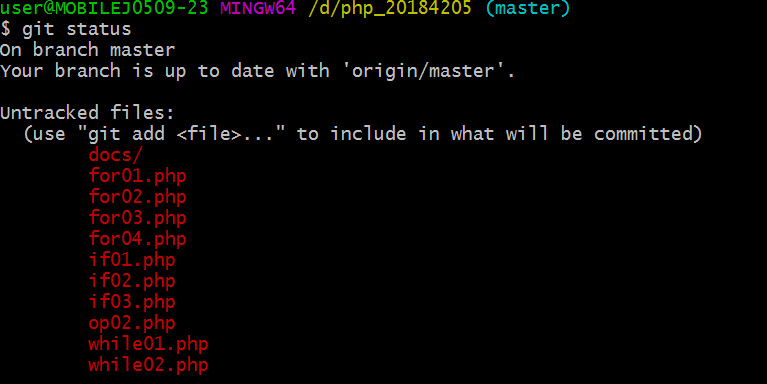 user@MOBILEJ0509-23 MINGW64 /d/php_20184205 (master)
$ git status
On branch master
Your branch is up to date with 'origin/master'.

Untracked files:
  (use "git add <file>..." to include in what will be committed)
        docs/
        for01.php
        for02.php
        for03.php
        for04.php
        if01.php
        if02.php
        if03.php
        op02.php
        while01.php
        while02.php